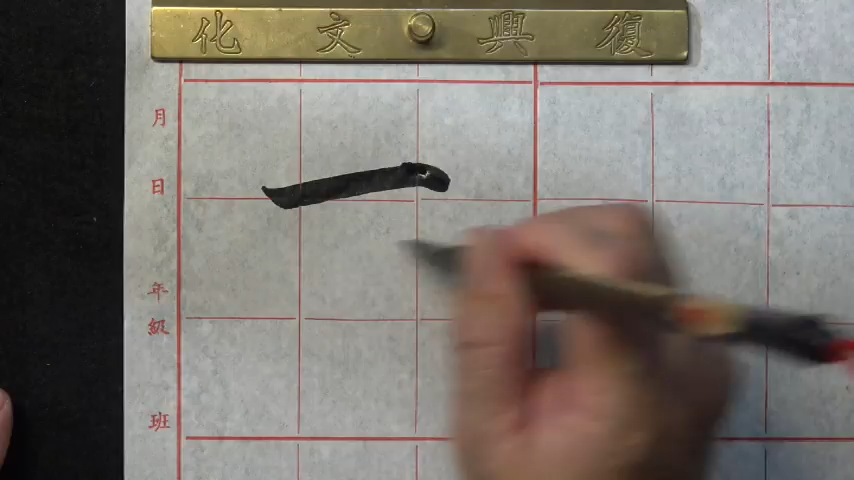 化文興復
一
月
日
年
級
班